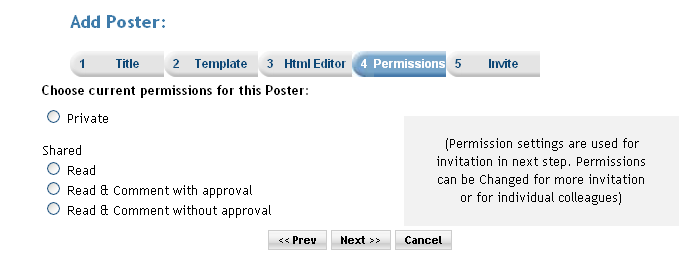 Add Poster:
1 Title 2 Template 3 Html Editor 4 Permissions 5 Invite
Choose current permissions for this Poster:
Private
Shared
Read
Read & Comment with approval
Read & Comment without approval
(Permission settings are used for
invitation in next step. Permissions
can be Changed for more invitation
or for individual colleagues)
<< Prev Next >> Cancel